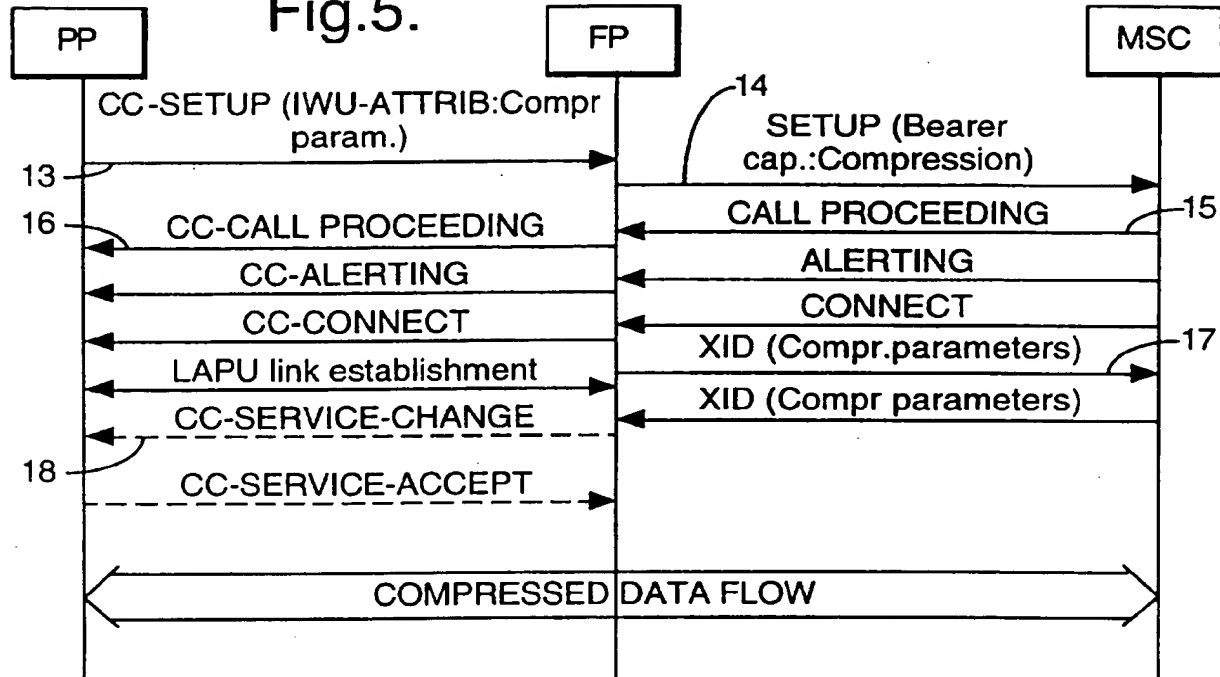 Fig.5.
PP
FP
MSC
CC-SETUP (IWU-ATTRIB:Compr
param.)
13
14
SETUP (Bearer
cap.:Compression)
CALL PROCEEDING
15
16
CC-CALL PROCEEDING
ALERTING
CC-ALERTING
CONNECT
CC-CONNECT
XID (Compr.parameters)
17
LAPU link establishment
XID (Compr parameters)
CC-SERVICE-CHANGE
18
CC-SERVICE-ACCEPT
COMPRESSED DATA FLOW